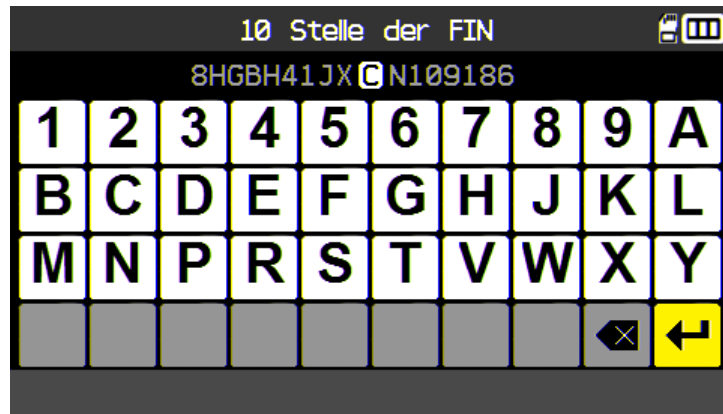 10 Stelle der FIN
8HGBH41JXCN109186
1 2 3 4 5 6 7 8 9 A
B C D E F G H J K L
M N P R S T V W X Y